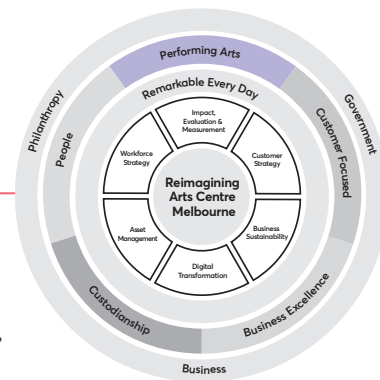 Philanthropy
Government
Business
Performing Arts
Customer Focused
Business Excellence
Custodianship
People
Remarkable Every Day
Impact,
Evaluation &
Measurement
Customer
Strategy
Business
Sustainability
Digital
Transformation
Asset
Management
Workforce
Strategy
Reimagining
Arts Centre
Melbourne